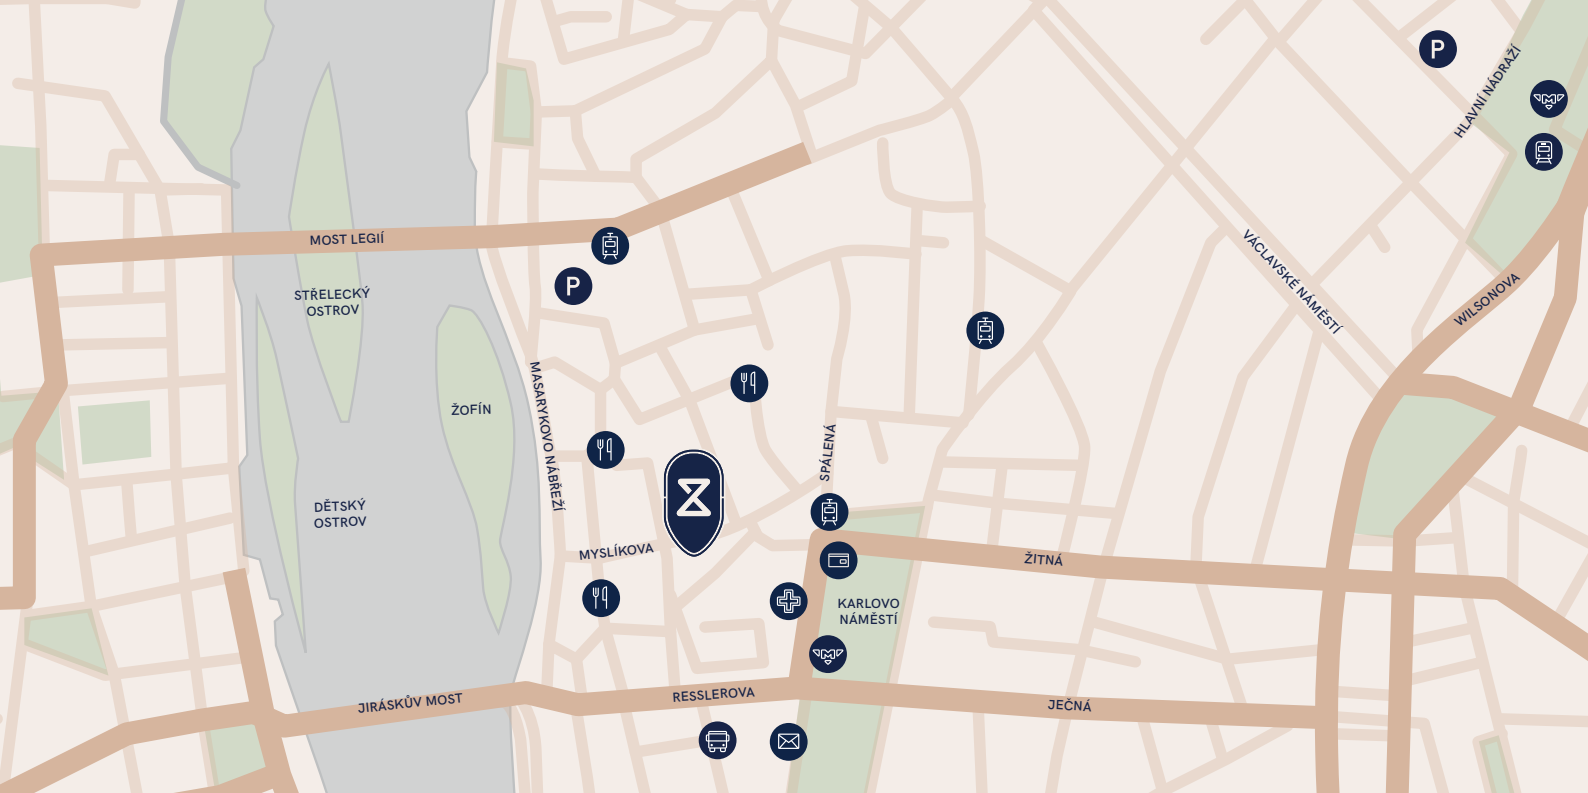 P
HLAVNÍ NÁDRAŽÍ
MOST LEGIÍ
VÁCLAVSKÉ NÁMĚSTÍ
P
STŘELECKÝ
OSTROV
WILSONOVA
ŽOFÍN
MASARYKOVO NÁBŘEŽÍ
SPÁLENÁ
DĚTSKÝ
OSTROV
MYSLÍKOVA
ŽITNÁ
KARLOVO
NÁMĚSTÍ
JIRÁSKŮV MOST
RESSLEROVA
JEČNÁ